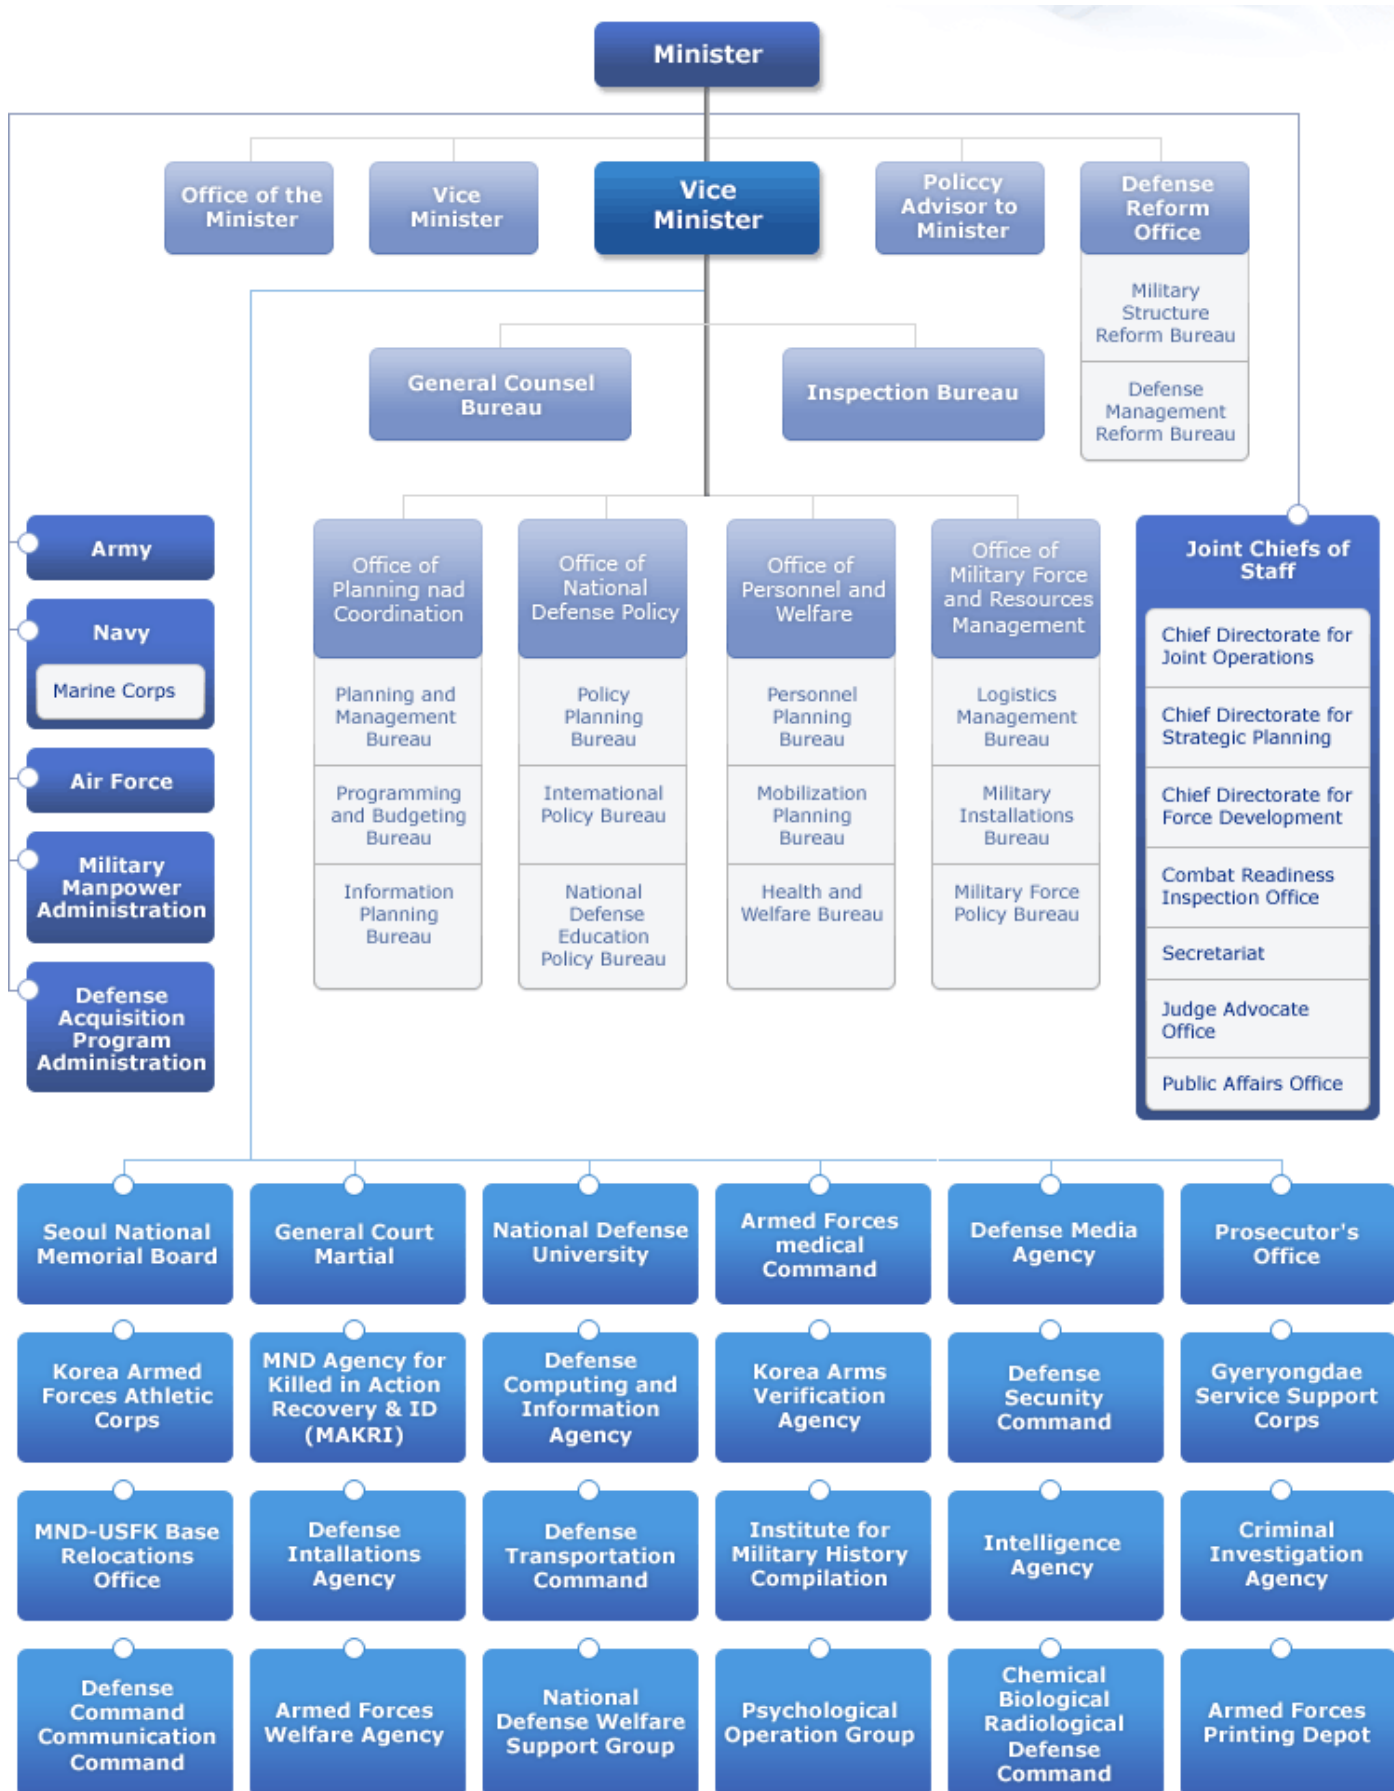 Minister
Office of the
Minister
Vice
Minister
Vice
Minister
Policcy
Advisor to
Minister
Defense
Reform
Office
Military
Structure
Reform Bureau
Defense
Management
Reform Bureau
General Counsel
Bureau
Inspection Bureau
Army
Navy
Marine Corps
Air Force
Military
Manpower
Administration
Defense
Acquisition
Program
Administration
Office of
Planning nad
Coordination
Planning and
Management
Bureau
Programming
and Budgeting
Bureau
Information
Planning
Bureau
Office of
National
Defense Policy
Policy
Planning
Bureau
International
Policy Bureau
National
Defense
Education
Policy Bureau
Office of
Personnel and
Welfare
Personnel
Planning
Bureau
Mobilization
Planning
Bureau
Health and
Welfare Bureau
Office of
Military Force
and Resources
Management
Logistics
Management
Bureau
Military
Installations
Bureau
Military Force
Policy Bureau
Joint Chiefs of
Staff
Chief Directorate for
Joint Operations
Chief Directorate for
Strategic Planning
Chief Directorate for
Force Development
Combat Readiness
Inspection Office
Secretariat
Judge Advocate
Office
Public Affairs Office
Seoul National
Memorial Board
General Court
Martial
National Defense
University
Armed Forces
medical
Command
Defense Media
Agency
Prosecutor's
Office
Korea Armed
Forces Athletic
Corps
MND Agency for
Killed in Action
Recovery & ID
(MAKRI)
Defense
Computing and
Information
Agency
Korea Arms
Verification
Agency
Defense
Security
Command
Gyeryongdae
Service Support
Corps
MND-USFK Base
Relocations
Office
Defense
Intallations
Agency
Defense
Transportation
Command
Institute for
Military History
Compilation
Intelligence
Agency
Criminal
Investigation
Agency
Defense
Command
Communication
Command
Armed Forces
Welfare Agency
National
Defense Welfare
Support Group
Psychological
Operation Group
Chemical
Biological
Radiological
Defense
Command
Armed Forces
Printing Depot